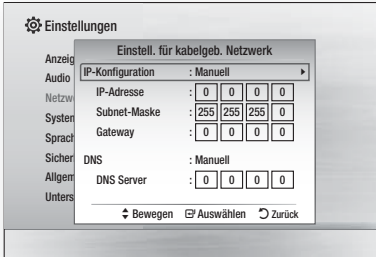 Einstellungen
Einstell. für kabelgeb. Netzwerk
Anzeig
Audio
Netzw
System
Sprach
Sicher
Allgem
Unters
IP-Konfiguration : Manuell
IP-Adresse : 0 0 0 0
Subnet-Maske : 255 255 255 0
Gateway : 0 0 0 0
DNS : Manuell
DNS Server : 0 0 0 0
Bewegen Auswählen Zurück